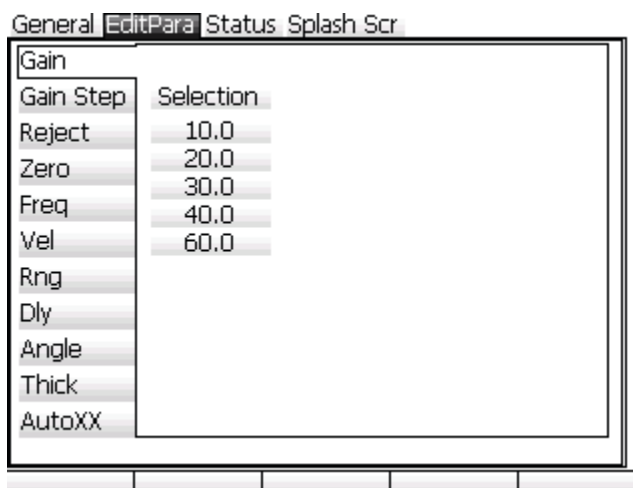 General EditPara Status Splash Scr
Gain
Gain Step Selection
Reject 10.0
Zero 20.0
30.0
Freq 40.0
Vel 60.0
Rng
Dly
Angle
Thick
AutoXX